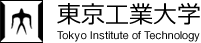 東京工業大学
Tokyo Institute of Technology